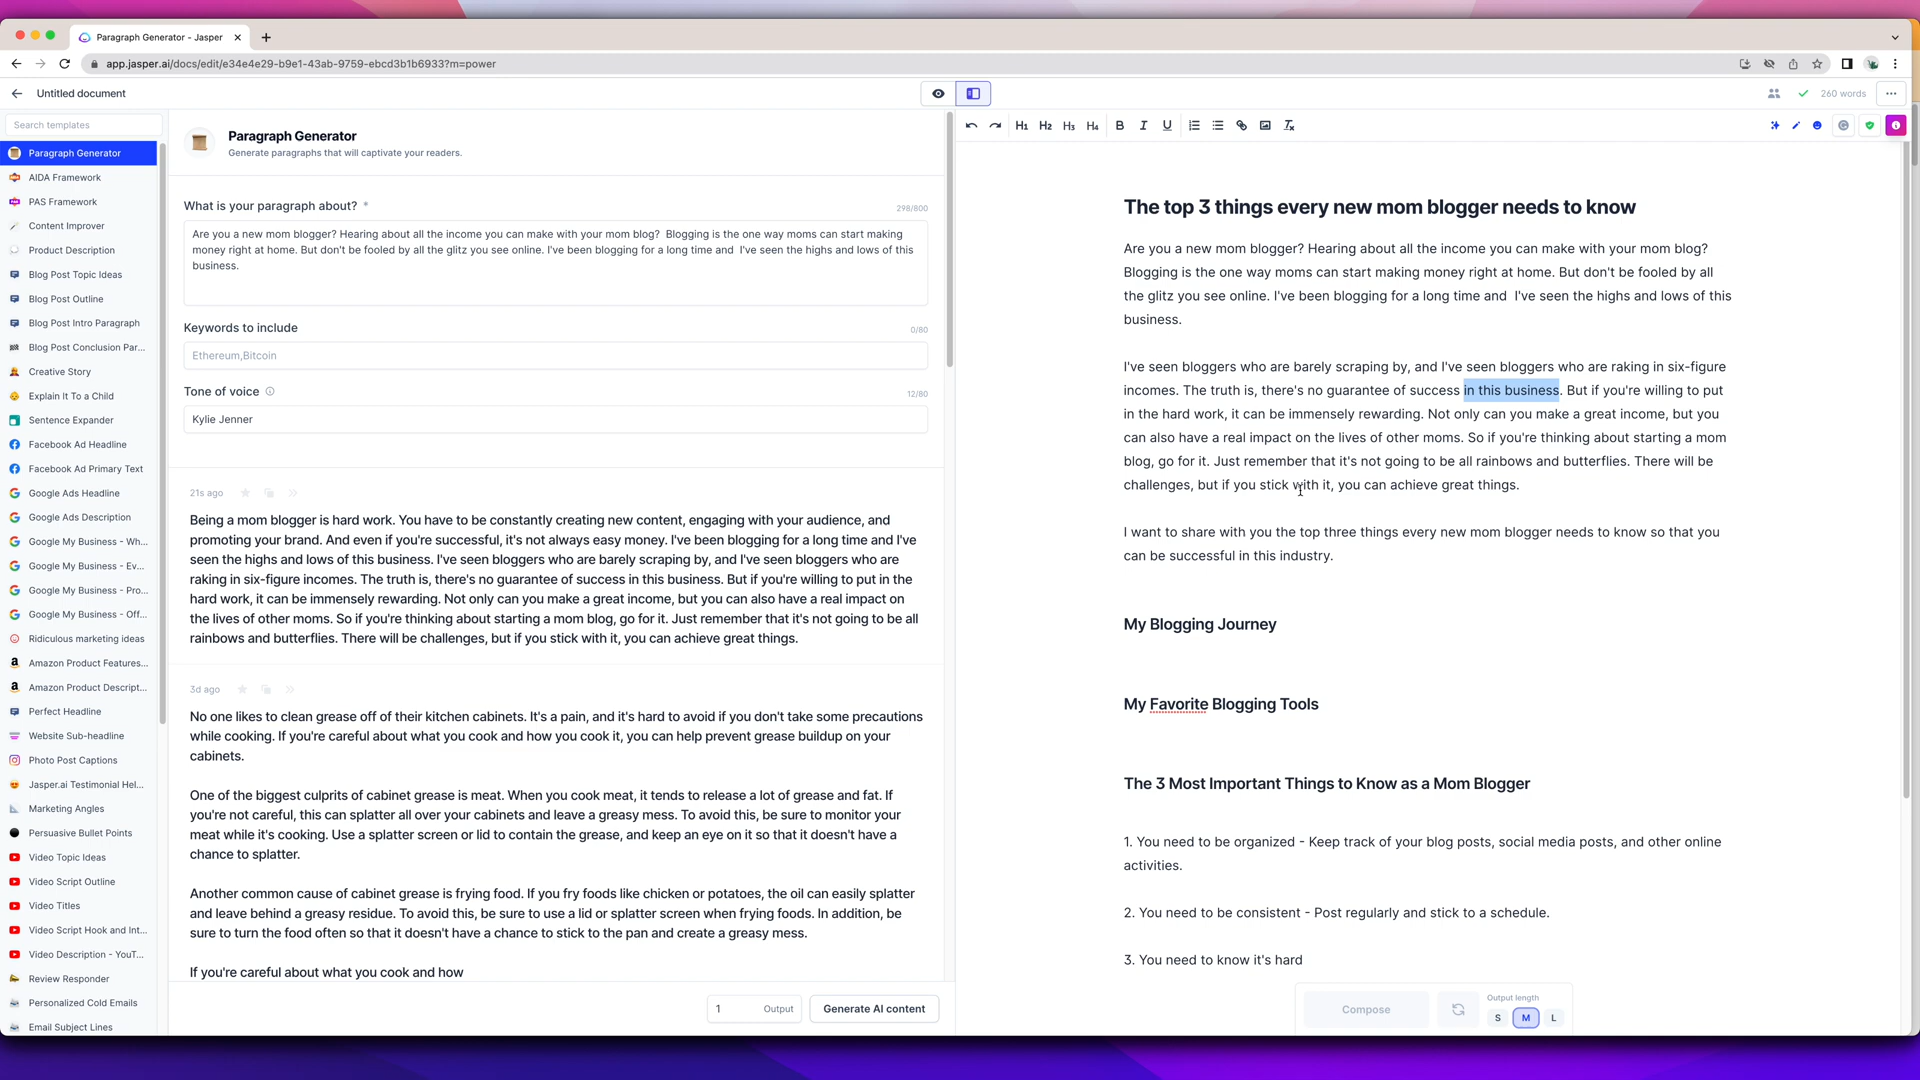 Paragraph Generator - Jasper
app.jasper.ai/docs/edit/e34e4e29-b9e1-43ab-9759-ebcd3b1b6933?m=power
Untitled document
260 words
Search templates
Paragraph Generator
AIDA Framework
PAS Framework
Content Improver
Product Description
Blog Post Topic Ideas
Blog Post Outline
Blog Post Intro Paragraph
Blog Post Conclusion Par...
Creative Story
Explain It To a Child
Sentence Expander
Facebook Ad Headline
Facebook Ad Primary Text
Google Ads Headline
Google Ads Description
Google My Business - Wh...
Google My Business - Ev...
Google My Business - Pro...
Google My Business - Off...
Ridiculous marketing ideas
Amazon Product Features...
Amazon Product Descript...
Perfect Headline
Website Sub-headline
Photo Post Captions
Jasper.ai Testimonial Hel...
Marketing Angles
Persuasive Bullet Points
Video Topic Ideas
Video Script Outline
Video Titles
Video Script Hook and Int...
Video Description - YouT...
Review Responder
Personalized Cold Emails
Email Subject Lines
Paragraph Generator
Generate paragraphs that will captivate your readers.
What is your paragraph about? *
298/800
Are you a new mom blogger? Hearing about all the income you can make with your mom blog?  Blogging is the one way moms can start making
money right at home. But don't be fooled by all the glitz you see online. I've been blogging for a long time and  I've seen the highs and lows of this
business.
Keywords to include
0/80
Ethereum,Bitcoin
Tone of voice
12/80
Kylie Jenner
21s ago
Being a mom blogger is hard work. You have to be constantly creating new content, engaging with your audience, and
promoting your brand. And even if you're successful, it's not always easy money. I've been blogging for a long time and I've
seen the highs and lows of this business. I've seen bloggers who are barely scraping by, and I've seen bloggers who are
raking in six-figure incomes. The truth is, there's no guarantee of success in this business. But if you're willing to put in the
hard work, it can be immensely rewarding. Not only can you make a great income, but you can also have a real impact on
the lives of other moms. So if you're thinking about starting a mom blog, go for it. Just remember that it's not going to be all
rainbows and butterflies. There will be challenges, but if you stick with it, you can achieve great things.
3d ago
No one likes to clean grease off of their kitchen cabinets. It's a pain, and it's hard to avoid if you don't take some precautions
while cooking. If you're careful about what you cook and how you cook it, you can help prevent grease buildup on your
cabinets.
One of the biggest culprits of cabinet grease is meat. When you cook meat, it tends to release a lot of grease and fat. If
you're not careful, this can splatter all over your cabinets and leave a greasy mess. To avoid this, be sure to monitor your
meat while it's cooking. Use a splatter screen or lid to contain the grease, and keep an eye on it so that it doesn't have a
chance to splatter.
Another common cause of cabinet grease is frying food. If you fry foods like chicken or potatoes, the oil can easily splatter
and leave behind a greasy residue. To avoid this, be sure to use a lid or splatter screen when frying foods. In addition, be
sure to turn the food often so that it doesn't have a chance to stick to the pan and create a greasy mess.
If you're careful about what you cook and how
1 Output
Generate AI content
H1 H2 H3 H4 B I U
The top 3 things every new mom blogger needs to know
Are you a new mom blogger? Hearing about all the income you can make with your mom blog?
Blogging is the one way moms can start making money right at home. But don't be fooled by all
the glitz you see online. I've been blogging for a long time and  I've seen the highs and lows of this
business.
I've seen bloggers who are barely scraping by, and I've seen bloggers who are raking in six-figure
incomes. The truth is, there's no guarantee of success in this business. But if you're willing to put
in the hard work, it can be immensely rewarding. Not only can you make a great income, but you
can also have a real impact on the lives of other moms. So if you're thinking about starting a mom
blog, go for it. Just remember that it's not going to be all rainbows and butterflies. There will be
challenges, but if you stick with it, you can achieve great things.
I want to share with you the top three things every new mom blogger needs to know so that you
can be successful in this industry.
My Blogging Journey
My Favorite Blogging Tools
The 3 Most Important Things to Know as a Mom Blogger
1. You need to be organized - Keep track of your blog posts, social media posts, and other online
activities.
2. You need to be consistent - Post regularly and stick to a schedule.
3. You need to know it's hard
Compose
Output length
S M L